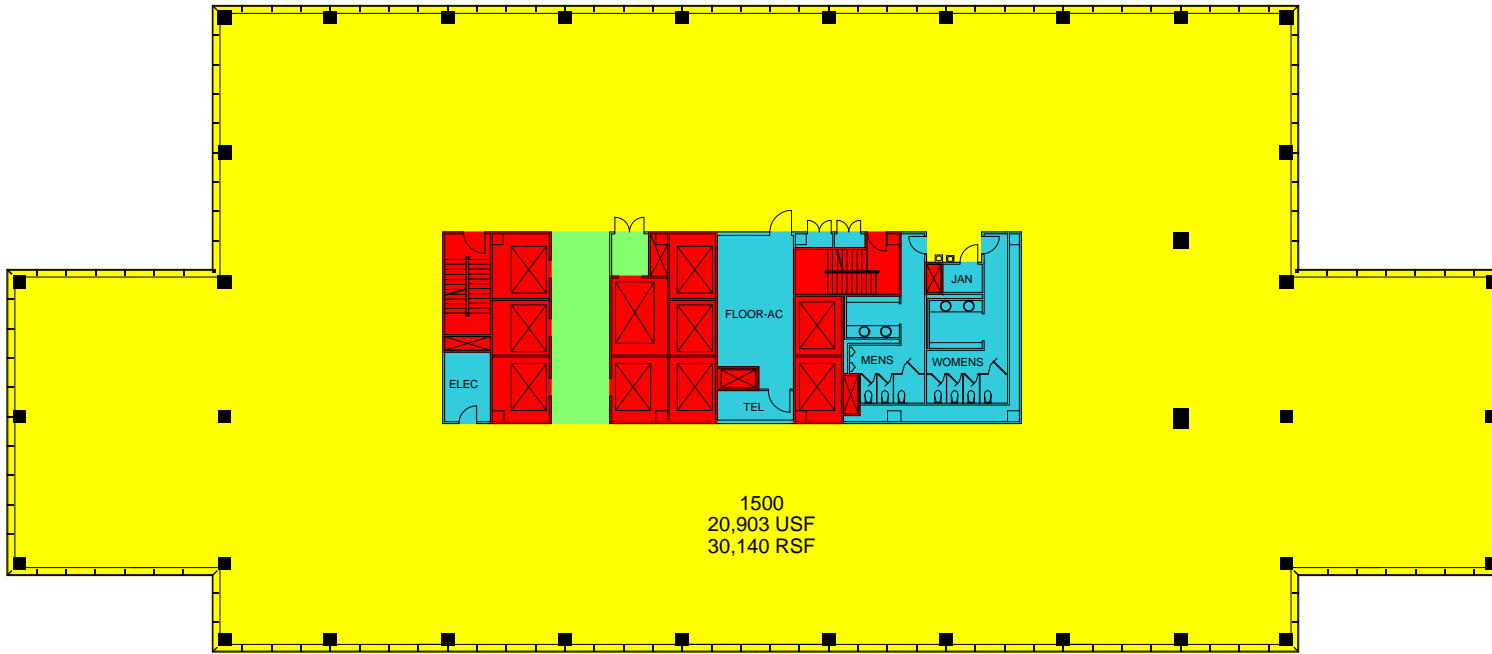 JAN
FLOOR-AC
MENS
WOMENS
ELEC
TEL
1500
20,903 USF
30,140 RSF